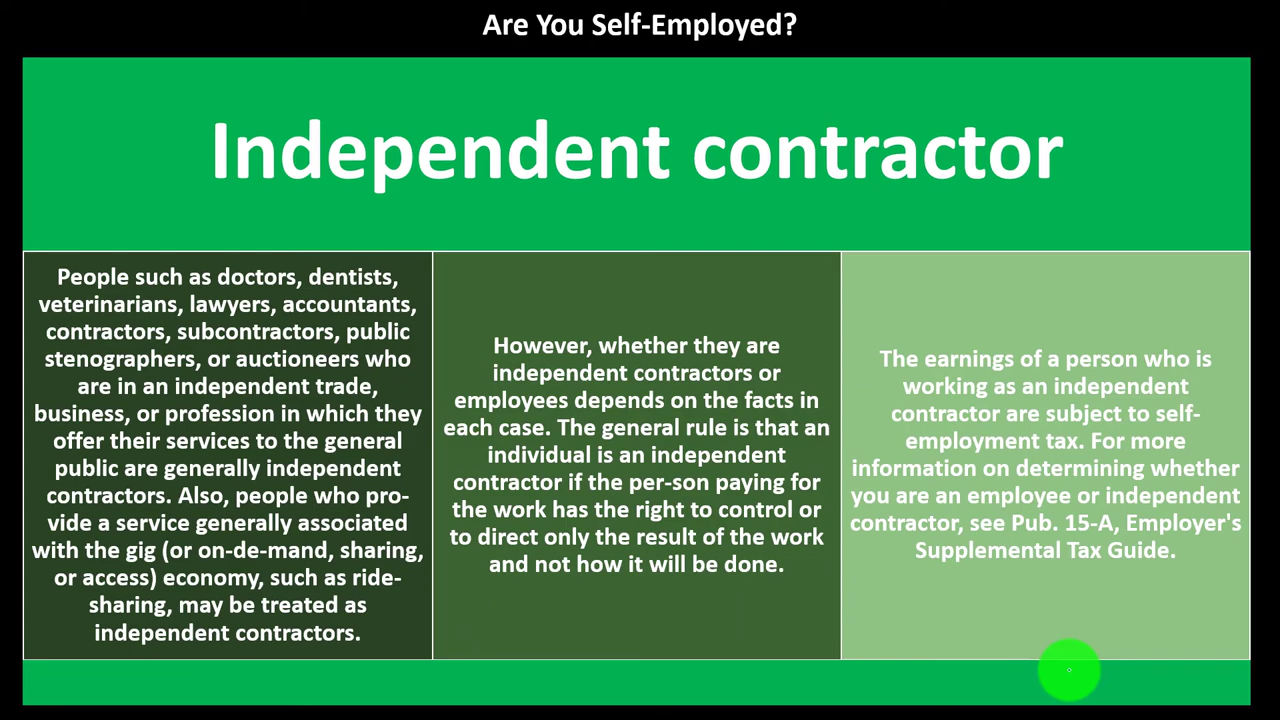 Are You Self-Employed?
Independent contractor
People such as doctors, dentists,
veterinarians, lawyers, accountants,
contractors, subcontractors, public
stenographers, or auctioneers who
are in an independent trade,
business, or profession in which they
offer their services to the general
public are generally independent
contractors. Also, people who pro-
vide a service generally associated
with the gig (or on-de-mand, sharing,
or access) economy, such as ride-
sharing, may be treated as
independent contractors.
However, whether they are
independent contractors or
employees depends on the facts in
each case. The general rule is that an
individual is an independent
contractor if the per-son paying for
the work has the right to control or
to direct only the result of the work
and not how it will be done.
The earnings of a person who is
working as an independent
contractor are subject to self-
employment tax. For more
information on determining whether
you are an employee or independent
contractor, see Pub. 15-A, Employer's
Supplemental Tax Guide.